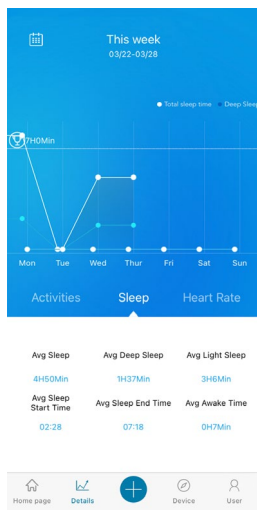 This week
03/22-03/28
Total sleep time Deep Sleep
7H0Min
Mon Tue Wed Thur Fri Sat Sun
Activities Sleep Heart Rate
Avg Sleep Avg Deep Sleep Avg Light Sleep
4H50Min 1H37Min 3H6Min
Avg Sleep
Start Time Avg Sleep End Time Avg Awake Time
02:28 07:18 0H7Min
Home page Details Device User